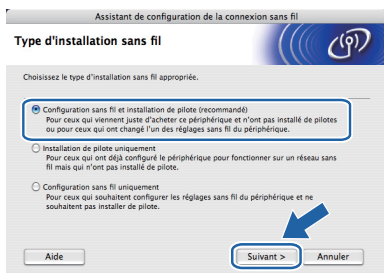 Assistant de configuration de la connexion sans fil
Type d'installation sans fil
Choisissez le type d'installation sans fil appropriée.
Configuration sans fil et installation de pilote (recommandé)
Pour ceux qui viennent juste d'acheter ce périphérique et n'ont pas installé de pilotes
ou pour ceux qui ont changé l'un des réglages sans fil du périphérique.
Installation de pilote uniquement
Pour ceux qui ont déjà configuré le périphérique pour fonctionner sur un réseau sans
fil mais qui n'ont pas installé de pilote.
Configuration sans fil uniquement
Pour ceux qui souhaitent configurer les réglages sans fil du périphérique et ne
souhaitent pas installer de pilote.
Aide
Suivant >
Annuler